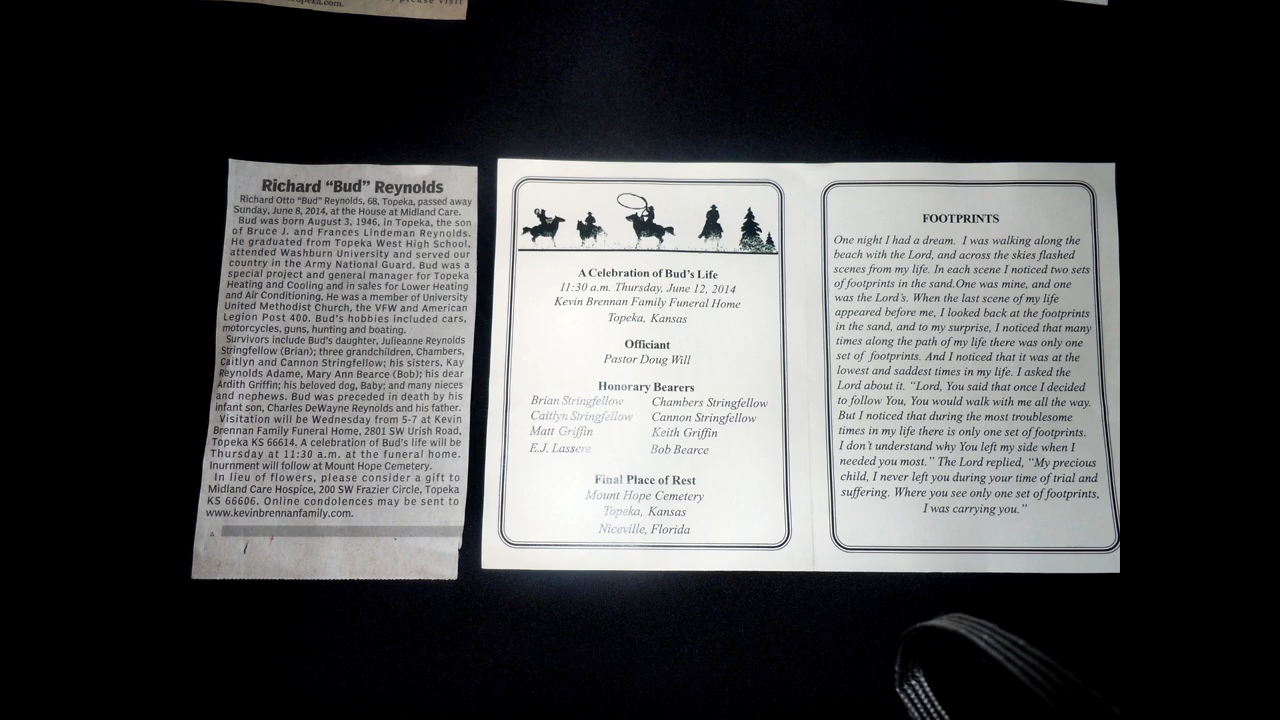 please visit
opeka.com.
Richard “Bud” Reynolds
Richard Otto “Bud” Reynolds, 68, Topeka, passed away
Sunday, June 8, 2014, at the House at Midland Care.
Bud was born August 3, 1946, in Topeka, the son
of Bruce J. and Frances Lindeman Reynolds.
He graduated from Topeka West High School,
attended Washburn University and served our
country in the Army National Guard. Bud was a
special project and general manager for Topeka
Heating and Cooling and in sales for Lower Heating
and Air Conditioning. He was a member of University
United Methodist Church, the VFW and American
Legion Post 400. Bud's hobbies included cars,
motorcycles, guns, hunting and boating.
Survivors include Bud's daughter, Julieanne Reynolds
Stringfellow (Brian); three grandchildren, Chambers,
Caitlyn and Cannon Stringfellow; his sisters, Kay
Reynolds Adame, Mary Ann Bearce (Bob); his dear
Ardith Griffin; his beloved dog, Baby; and many nieces
and nephews. Bud was preceded in death by his
infant son, Charles DeWayne Reynolds and his father.
Visitation will be Wednesday from 5-7 at Kevin
Brennan Family Funeral Home, 2801 SW Urish Road,
Topeka KS 66614. A celebration of Bud's life will be
Thursday at 11:30 a.m. at the funeral home.
Inurnment will follow at Mount Hope Cemetery.
In lieu of flowers, please consider a gift to
Midland Care Hospice, 200 SW Frazier Circle, Topeka
KS 66606. Online condolences may be sent to
www.kevinbrennanfamily.com.
A Celebration of Bud's Life
11:30 a.m. Thursday, June 12, 2014
Kevin Brennan Family Funeral Home
Topeka, Kansas
Officiant
Pastor Doug Will
Honorary Bearers
Brian Stringfellow Chambers Stringfellow
Caitlyn Stringfellow Cannon Stringfellow
Matt Griffin Keith Griffin
E.J. Lassere Bob Bearce
Final Place of Rest
Mount Hope Cemetery
Topeka, Kansas
Niceville, Florida
FOOTPRINTS
One night I had a dream. I was walking along the
beach with the Lord, and across the skies flashed
scenes from my life. In each scene I noticed two sets
of footprints in the sand.One was mine, and one
was the Lord's. When the last scene of my life
appeared before me, I looked back at the footprints
in the sand, and to my surprise, I noticed that many
times along the path of my life there was only one
set of footprints. And I noticed that it was at the
lowest and saddest times in my life. I asked the
Lord about it. “Lord, You said that once I decided
to follow You, You would walk with me all the way.
But I noticed that during the most troublesome
times in my life there is only one set of footprints.
I don't understand why You left my side when I
needed you most.” The Lord replied, “My precious
child, I never left you during your time of trial and
suffering. Where you see only one set of footprints,
I was carrying you.”